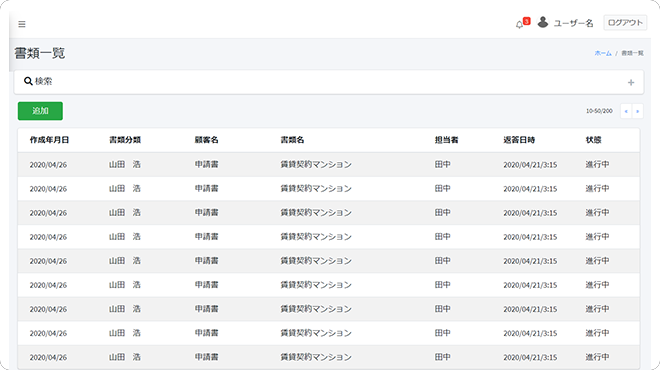 3 ユーザー名 ログアウト
書類一覧
ホーム / 書類一覧
検索
追加
10-50/200 « »
作成年月日 書類分類 顧客名 書類名 担当者 返答日時 状態
2020/04/26 山田 浩 申請書 賃貸契約マンション 田中 2020/04/21/3:15 進行中
2020/04/26 山田 浩 申請書 賃貸契約マンション 田中 2020/04/21/3:15 進行中
2020/04/26 山田 浩 申請書 賃貸契約マンション 田中 2020/04/21/3:15 進行中
2020/04/26 山田 浩 申請書 賃貸契約マンション 田中 2020/04/21/3:15 進行中
2020/04/26 山田 浩 申請書 賃貸契約マンション 田中 2020/04/21/3:15 進行中
2020/04/26 山田 浩 申請書 賃貸契約マンション 田中 2020/04/21/3:15 進行中
2020/04/26 山田 浩 申請書 賃貸契約マンション 田中 2020/04/21/3:15 進行中
2020/04/26 山田 浩 申請書 賃貸契約マンション 田中 2020/04/21/3:15 進行中
2020/04/26 山田 浩 申請書 賃貸契約マンション 田中 2020/04/21/3:15 進行中